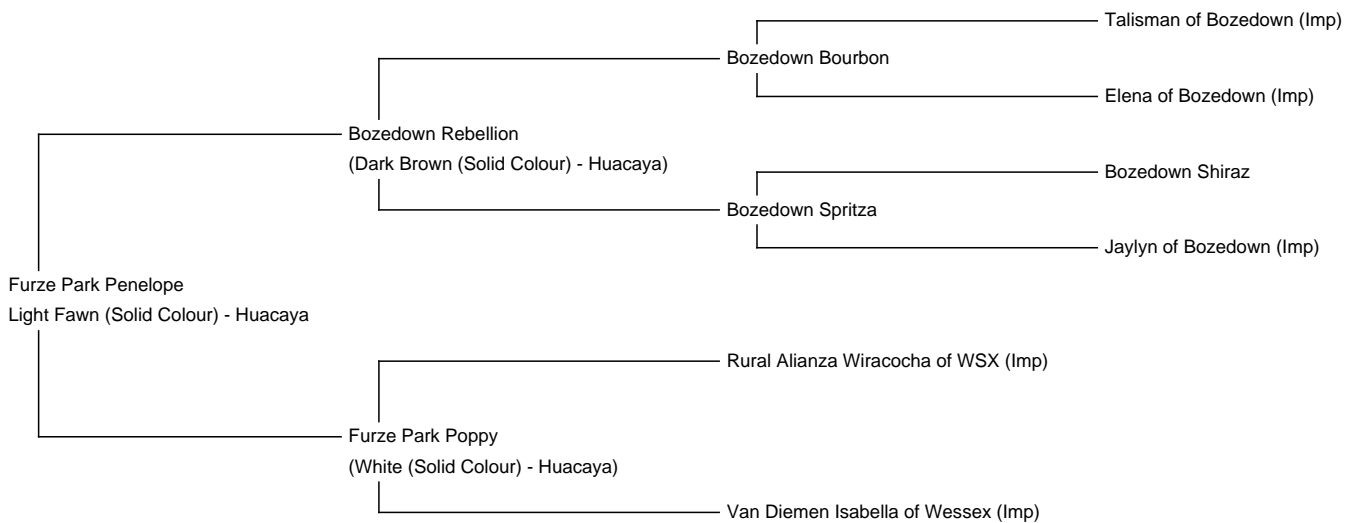 Talisman of Bozedown (Imp)
Bozedown Bourbon
Elena of Bozedown (Imp)
Bozedown Rebellion
(Dark Brown (Solid Colour) - Huacaya)
Bozedown Shiraz
Bozedown Spritza
Jaylyn of Bozedown (Imp)
Furze Park Penelope
Light Fawn (Solid Colour) - Huacaya
Rural Alianza Wiracocha of WSX (Imp)
Furze Park Poppy
(White (Solid Colour) - Huacaya)
Van Diemen Isabella of Wessex (Imp)